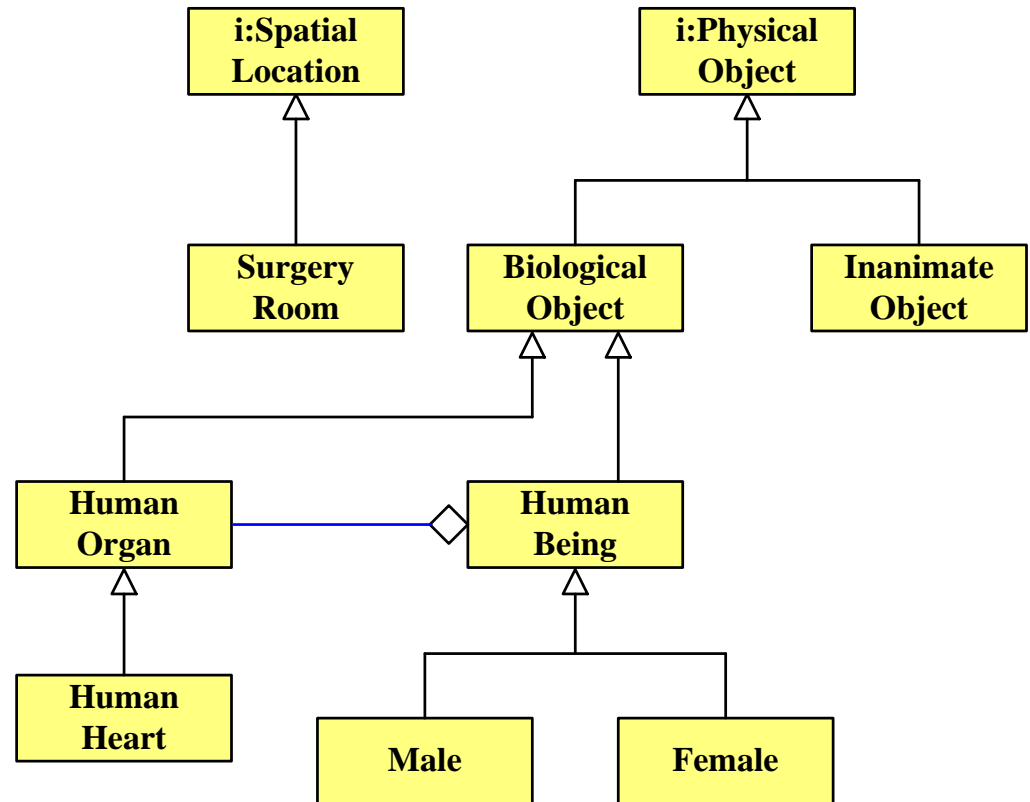 i:Spatial
Location
i:Physical
Object
Surgery
Room
Biological
Object
Inanimate
Object
Human
Organ
Human
Being
Human
Heart
Male
Female